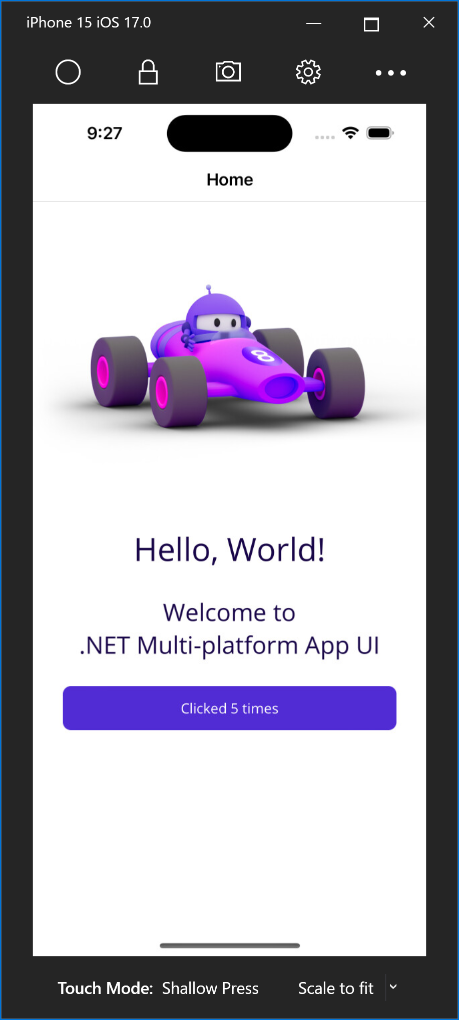 iPhone 15 iOS 17.0
9:27
Home
8
Hello, World!
Welcome to
.NET Multi-platform App UI
Clicked 5 times
Touch Mode: Shallow Press Scale to fit